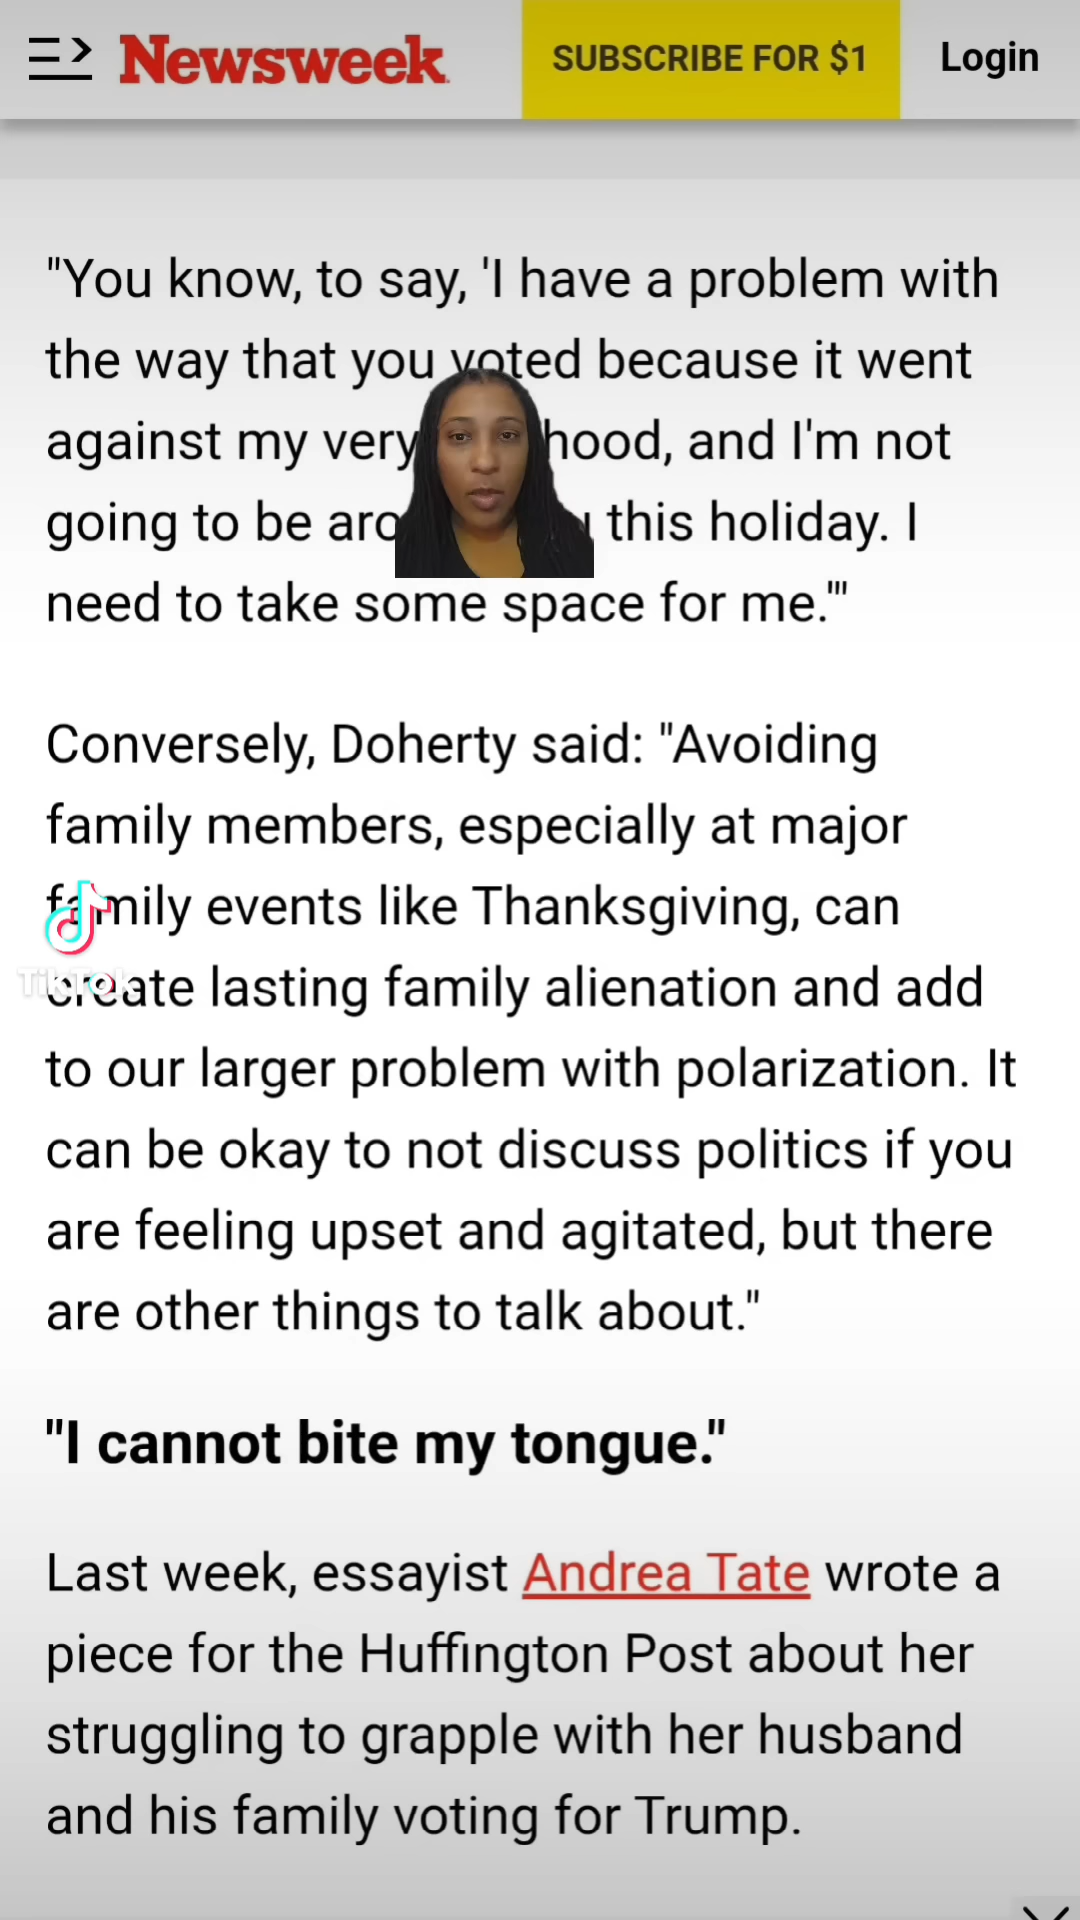 Newsweek
SUBSCRIBE FOR $1
Login
"You know, to say, 'I have a problem with
the way that you voted because it went
against my very hood, and I'm not
going to be this holiday. I
need to take some space for me.'"
Conversely, Doherty said: "Avoiding
family members, especially at major
family events like Thanksgiving, can
create lasting family alienation and add
to our larger problem with polarization. It
can be okay to not discuss politics if you
are feeling upset and agitated, but there
are other things to talk about."
TikTok
"I cannot bite my tongue."
Last week, essayist Andrea Tate wrote a
piece for the Huffington Post about her
struggling to grapple with her husband
and his family voting for Trump.